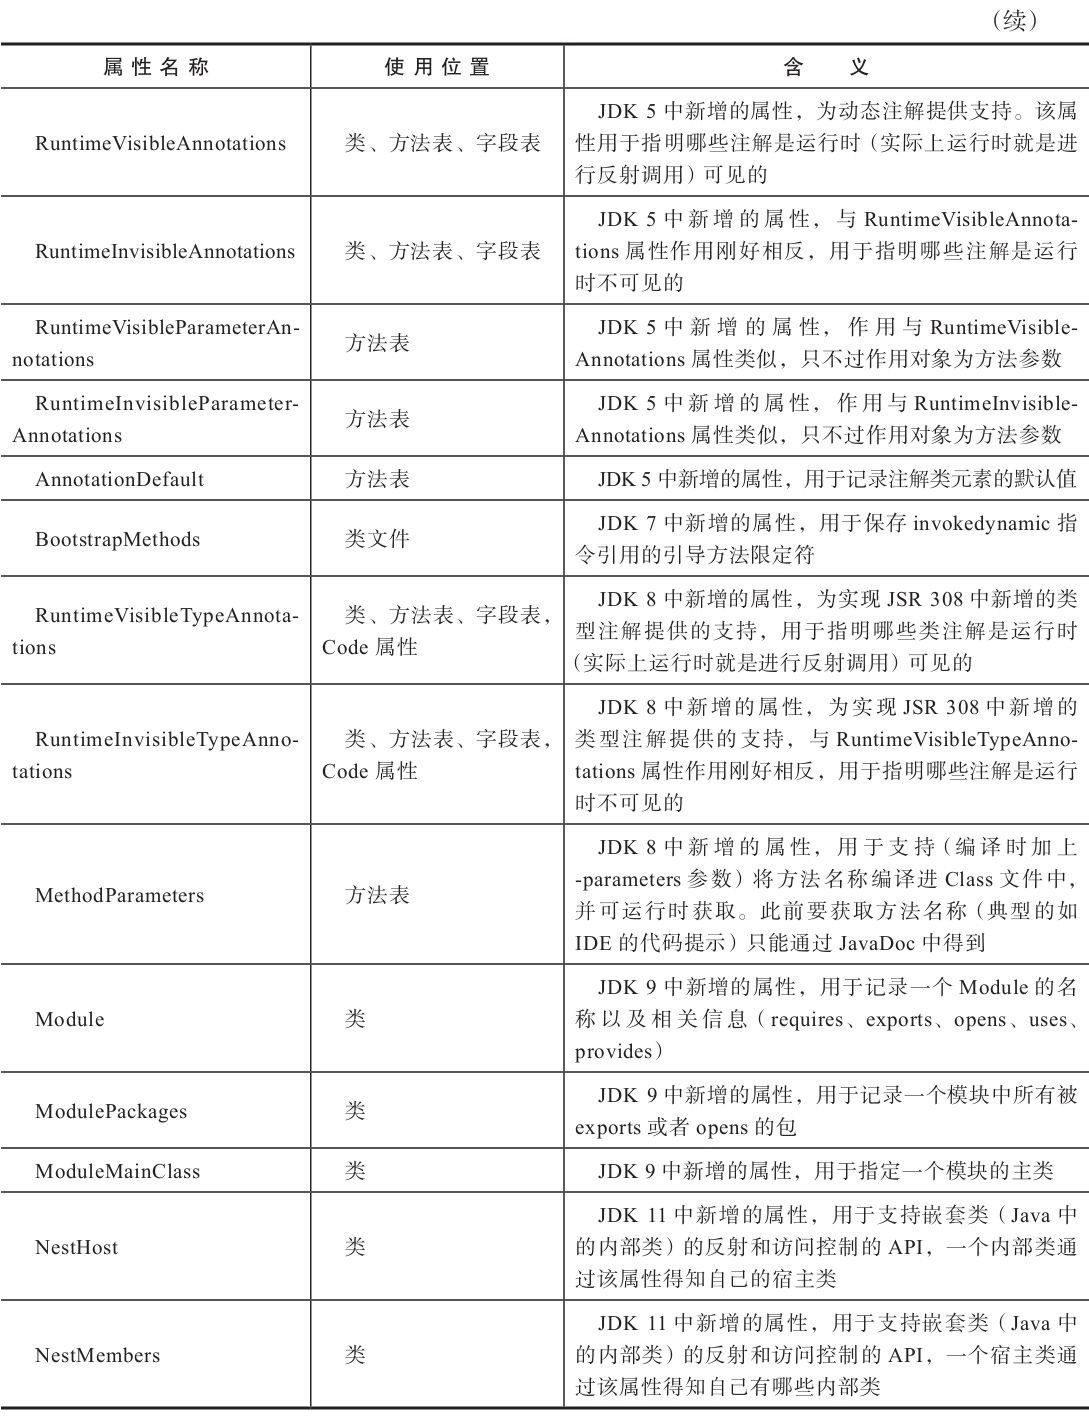 （续）
属性名称 使用位置 含 义
JDK 5 中新增的属性，为动态注解提供支持。该属
RuntimeVisibleAnnotations 类、方法表、字段表 性用于指明哪些注解是运行时（实际上运行时就是进
行反射调用）可见的
JDK 5 中新增的属性，与 RuntimeVisibleAnnota-
RuntimeInvisibleAnnotations 类、方法表、字段表 tions 属性作用刚好相反，用于指明哪些注解是运行
时不可见的
RuntimeVisibleParameterAn-
notations
方法表
JDK 5 中新增的属性，作用与 RuntimeVisible-
Annotations 属性类似，只不过作用对象为方法参数
RuntimeInvisibleParameter-
Annotations
方法表
JDK 5 中新增的属性，作用与 RuntimeInvisible-
Annotations 属性类似，只不过作用对象为方法参数
AnnotationDefault 方法表 JDK 5 中新增的属性，用于记录注解类元素的默认值
BootstrapMethods
类文件
JDK 7 中新增的属性，用于保存 invokedynamic 指
令引用的引导方法限定符
RuntimeVisibleTypeAnnota-
tions
类、方法表、字段表，
Code 属性
JDK 8 中新增的属性，为实现 JSR 308 中新增的类
型注解提供的支持，用于指明哪些类注解是运行时
（实际上运行时就是进行反射调用）可见的
RuntimeInvisibleTypeAnno-
tations
类、方法表、字段表，
Code 属性
JDK 8 中新增的属性，为实现 JSR 308 中新增的
类型注解提供的支持，与 RuntimeVisibleTypeAnno-
tations 属性作用刚好相反，用于指明哪些注解是运行
时不可见的
MethodParameters
方法表
JDK 8 中新增的属性，用于支持（编译时加上
-parameters 参数）将方法名称编译进 Class 文件中，
并可运行时获取。此前要获取方法名称（典型的如
IDE 的代码提示）只能通过 JavaDoc 中得到
Module
类
JDK 9 中新增的属性，用于记录一个 Module 的名
称以及相关信息（requires、exports、opens、uses、
provides）
ModulePackages
类
JDK 9 中新增的属性，用于记录一个模块中所有被
exports 或者 opens 的包
ModuleMainClass 类 JDK 9 中新增的属性，用于指定一个模块的主类
NestHost
类
JDK 11 中新增的属性，用于支持嵌套类（Java 中
的内部类）的反射和访问控制的 API，一个内部类通
过该属性得知自己的宿主类
NestMembers
类
JDK 11 中新增的属性，用于支持嵌套类（Java 中
的内部类）的反射和访问控制的 API，一个宿主类通
过该属性得知自己有哪些内部类